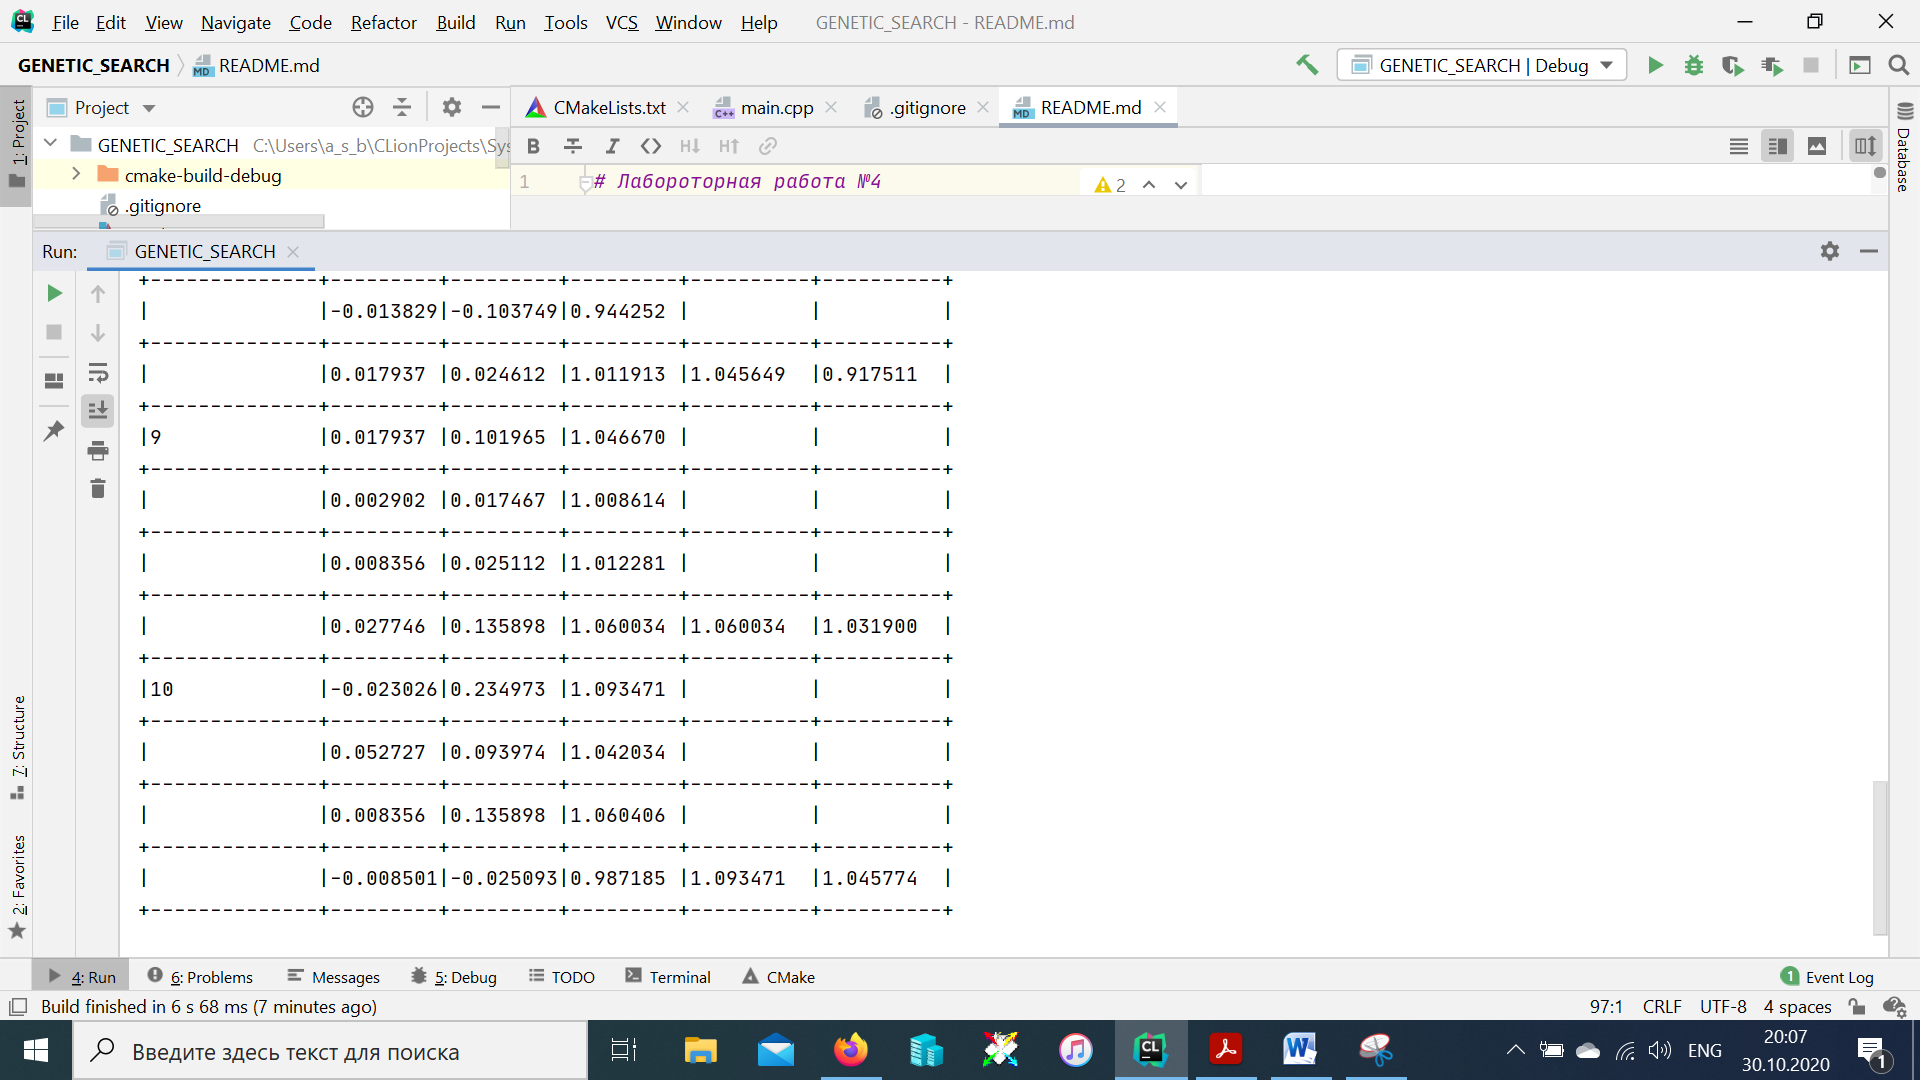 File Edit View Navigate Code Refactor Build Run Tools VCS Window Help GENETIC_SEARCH - README.md
GENETIC_SEARCH README.md GENETIC_SEARCH | Debug
1: Project
Project CMakeLists.txt main.cpp .gitignore README.md
GENETIC_SEARCH C:\Users\a_s_b\CLionProjects\Sys
cmake-build-debug
.gitignore
1 # Лабороторная работа №4 2
Database
Run: GENETIC_SEARCH
+--------------+---------+---------+---------+----------+----------+
| |-0.013829|-0.103749|0.944252 | | |
+--------------+---------+---------+---------+----------+----------+
| |0.017937 |0.024612 |1.011913 |1.045649 |0.917511 |
+--------------+---------+---------+---------+----------+----------+
|9 |0.017937 |0.101965 |1.046670 | | |
+--------------+---------+---------+---------+----------+----------+
| |0.002902 |0.017467 |1.008614 | | |
+--------------+---------+---------+---------+----------+----------+
| |0.008356 |0.025112 |1.012281 | | |
+--------------+---------+---------+---------+----------+----------+
| |0.027746 |0.135898 |1.060034 |1.060034 |1.031900 |
+--------------+---------+---------+---------+----------+----------+
|10 |-0.023026|0.234973 |1.093471 | | |
+--------------+---------+---------+---------+----------+----------+
| |0.052727 |0.093974 |1.042034 | | |
+--------------+---------+---------+---------+----------+----------+
| |0.008356 |0.135898 |1.060406 | | |
+--------------+---------+---------+---------+----------+----------+
| |-0.008501|-0.025093|0.987185 |1.093471 |1.045774 |
+--------------+---------+---------+---------+----------+----------+
7: Structure
2: Favorites
4: Run 6: Problems Messages 5: Debug TODO Terminal CMake 1 Event Log
Build finished in 6 s 68 ms (7 minutes ago) 97:1 CRLF UTF-8 4 spaces
Введите здесь текст для поиска
ENG 20:07
30.10.2020 1